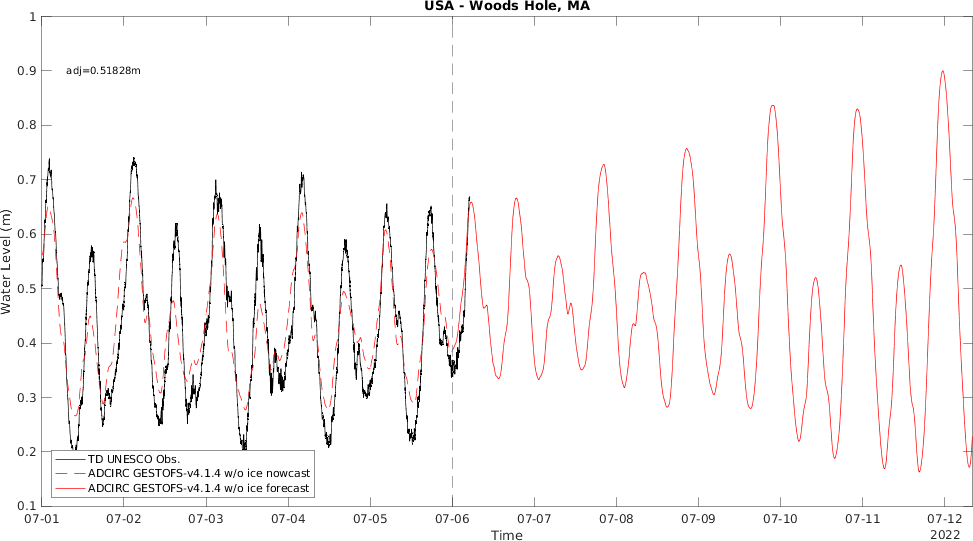 USA - Woods Hole, MA
adj=0.51828m
Water Level (m)
1
0.9
0.8
0.7
0.6
0.5
0.4
0.3
0.2
0.1
TD UNESCO Obs.
ADCIRC GESTOFS-v4.1.4 w/o ice nowcast
ADCIRC GESTOFS-v4.1.4 w/o ice forecast
07-01 07-02 07-03 07-04 07-05 07-06 07-07 07-08 07-09 07-10 07-11 07-12
2022
Time